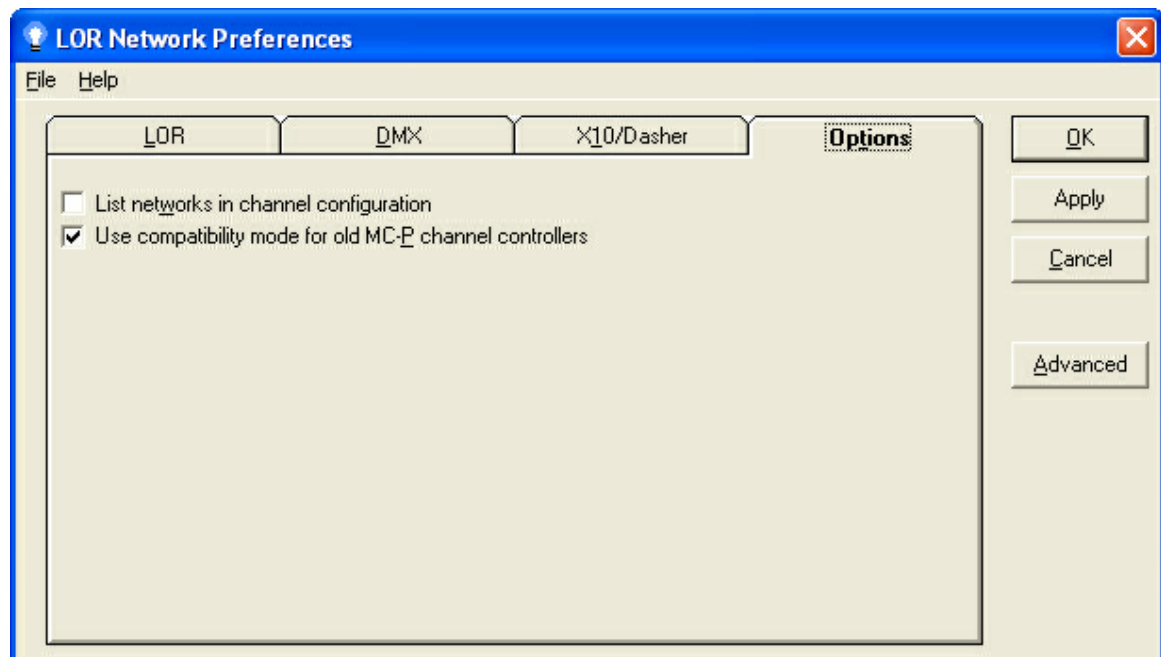 LOR Network Preferences
File Help
LOR DMX X10/Dasher Options
OK
List networks in channel configuration
Apply
Use compatibility mode for old MC-P channel controllers
Cancel
Advanced